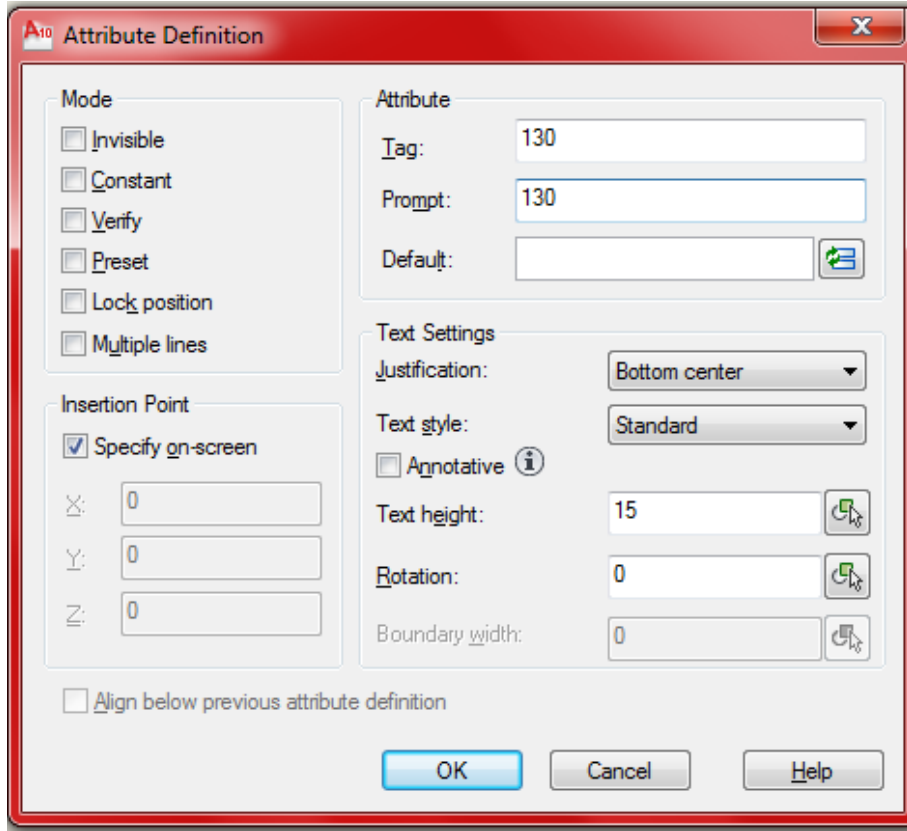 A10 Attribute Definition
Mode
Invisible
Constant
Verify
Preset
Lock position
Multiple lines
Insertion Point
Specify on-screen
X: 0
Y: 0
Z: 0
Attribute
Tag: 130
Prompt: 130
Default:
Text Settings
Justification: Bottom center
Text style: Standard
Annotative
Text height: 15
Rotation: 0
Boundary width: 0
Align below previous attribute definition
OK Cancel Help